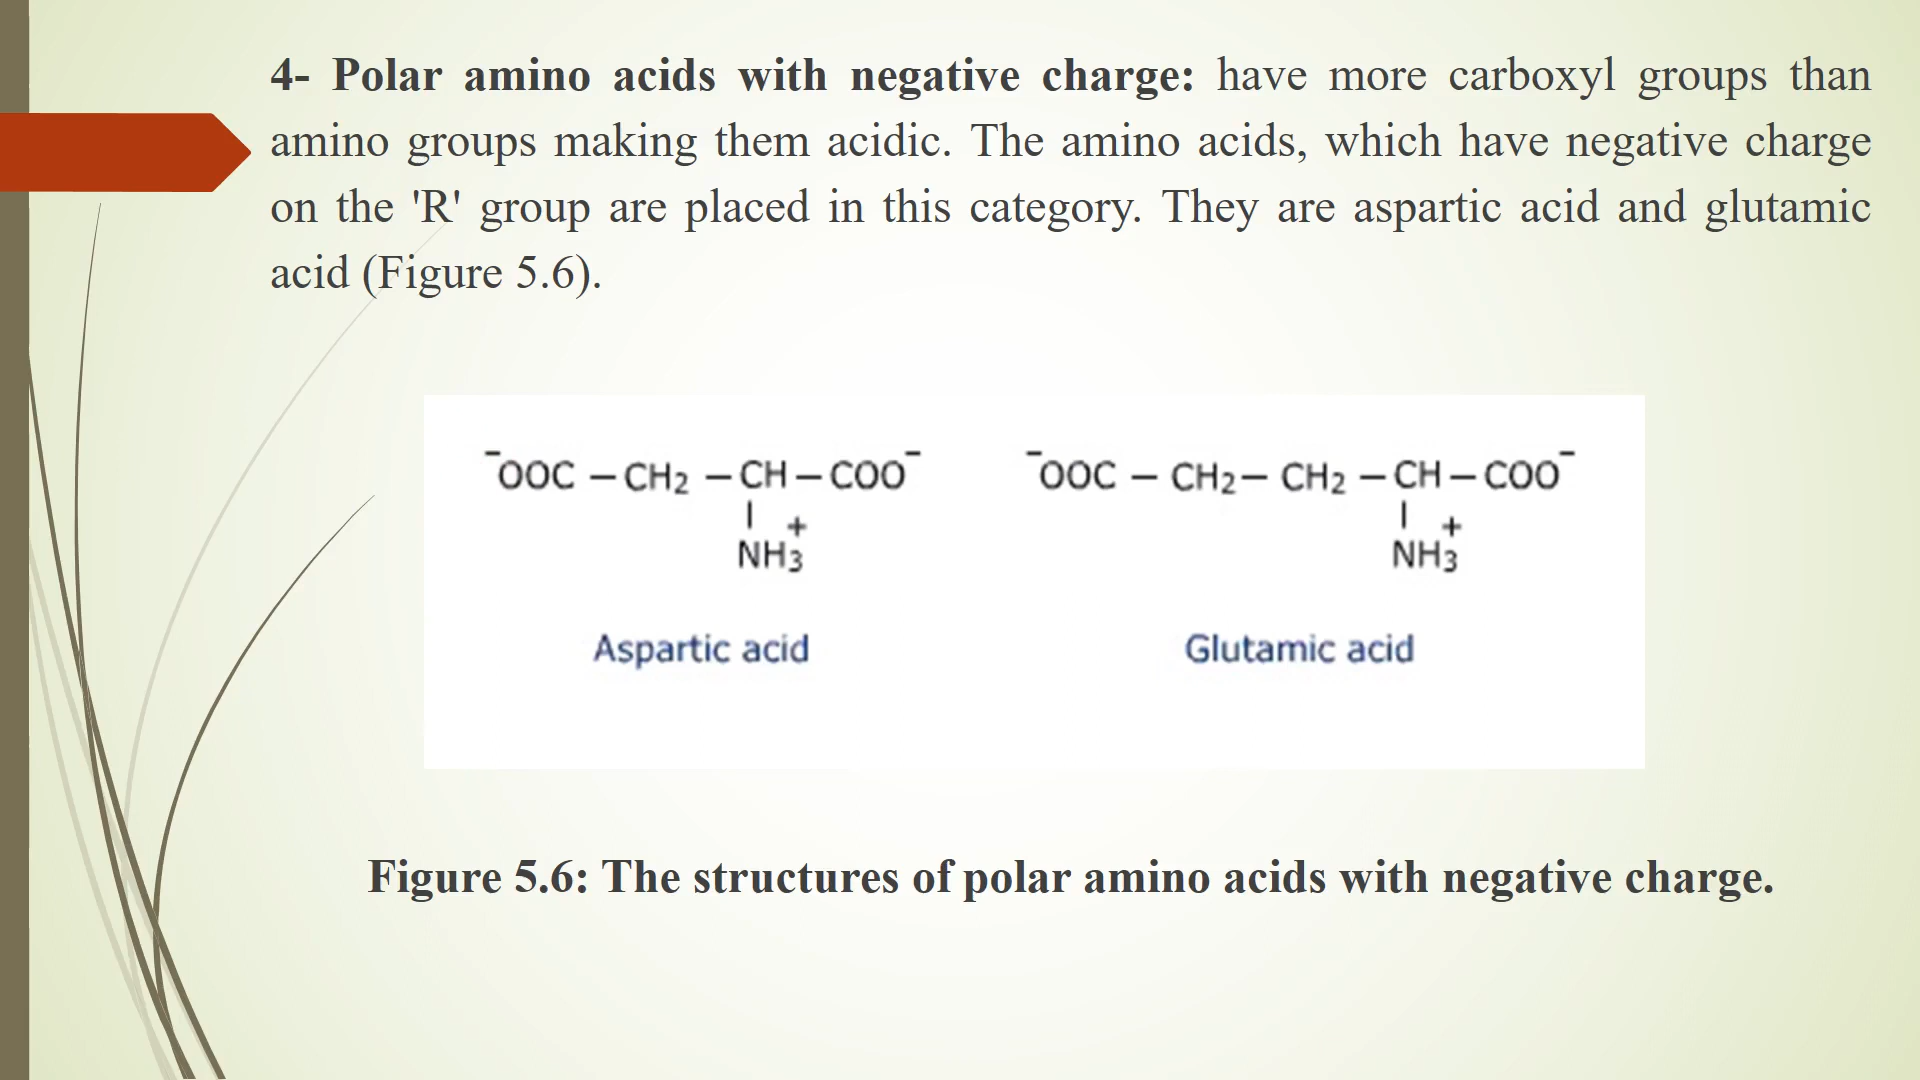 4- Polar amino acids with negative charge: have more carboxyl groups than
amino groups making them acidic. The amino acids, which have negative charge
on the 'R' group are placed in this category. They are aspartic acid and glutamic
acid (Figure 5.6).
⁻OOC — CH₂ — CH — COO⁻
NH₃⁺
Aspartic acid
⁻OOC — CH₂ — CH₂ — CH — COO⁻
NH₃⁺
Glutamic acid
Figure 5.6: The structures of polar amino acids with negative charge.